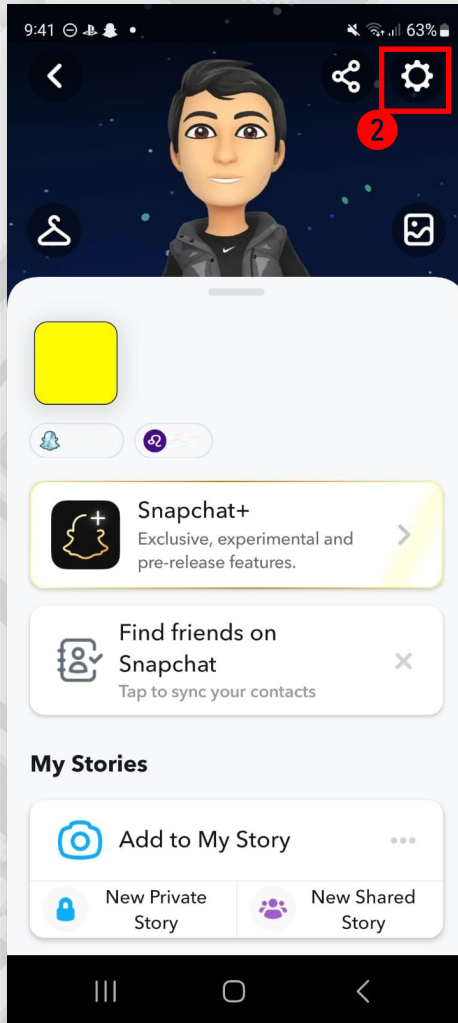 9:41
63%
2
Snapchat+
Exclusive, experimental and
pre-release features.
Find friends on
Snapchat
Tap to sync your contacts
My Stories
Add to My Story
New Private
Story
New Shared
Story